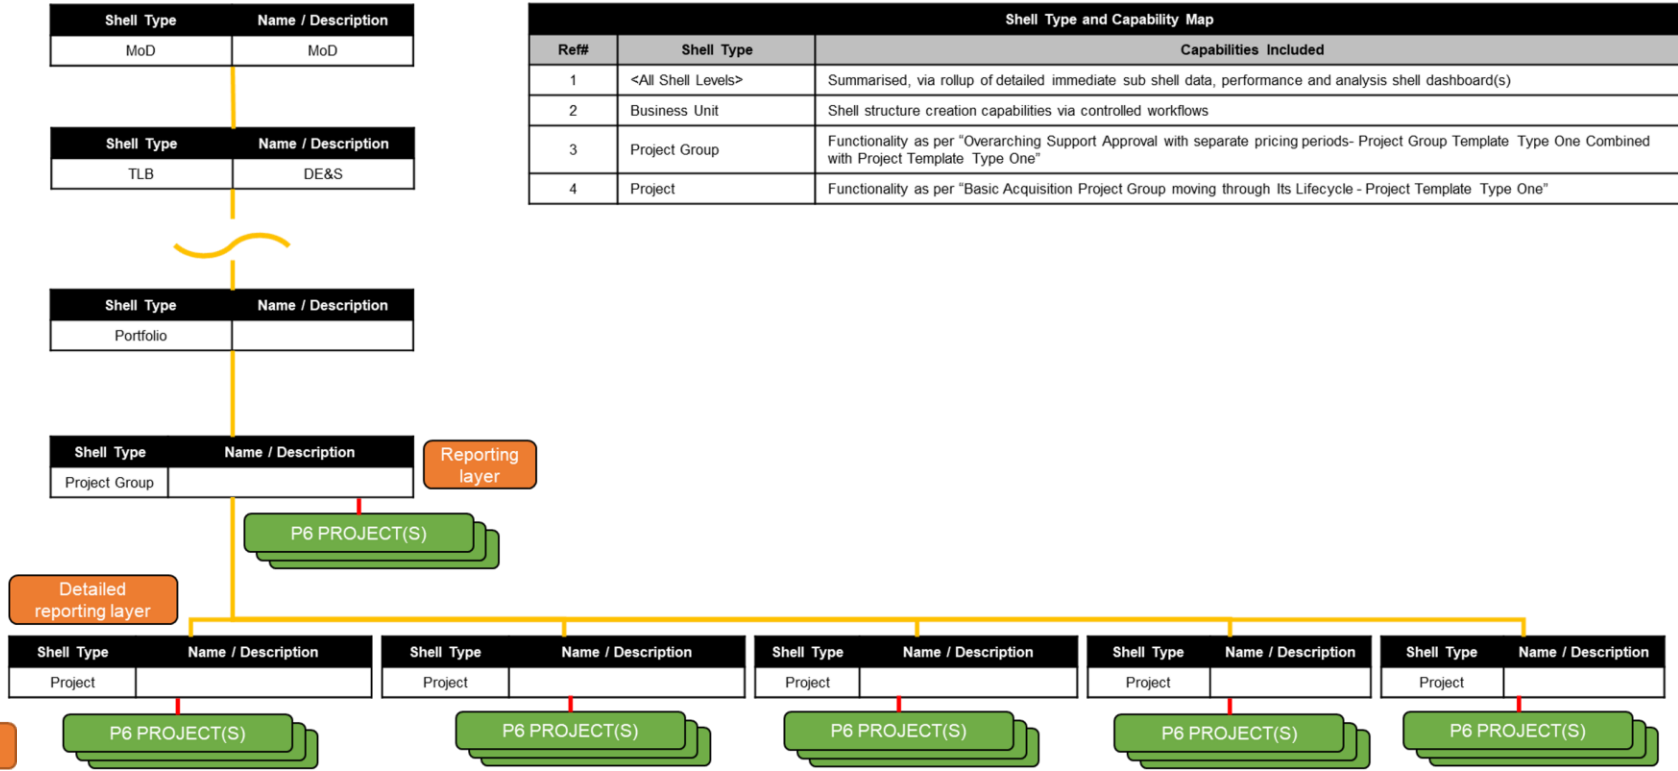 Shell Type Name / Description
MoD MoD
Shell Type and Capability Map
Ref# Shell Type Capabilities Included
1 <All Shell Levels> Summarised, via rollup of detailed immediate sub shell data, performance and analysis shell dashboard(s)
2 Business Unit Shell structure creation capabilities via controlled workflows
3 Project Group Functionality as per “Overarching Support Approval with separate pricing periods- Project Group Template Type One Combined
with Project Template Type One”
4 Project Functionality as per “Basic Acquisition Project Group moving through Its Lifecycle - Project Template Type One”
Shell Type Name / Description
TLB DE&S
Shell Type Name / Description
Portfolio
Shell Type Name / Description
Project Group
Reporting
layer
P6 PROJECT(S)
Detailed
reporting layer
Shell Type Name / Description
Project
P6 PROJECT(S)
Shell Type Name / Description
Project
P6 PROJECT(S)
Shell Type Name / Description
Project
P6 PROJECT(S)
Shell Type Name / Description
Project
P6 PROJECT(S)
Shell Type Name / Description
Project
P6 PROJECT(S)